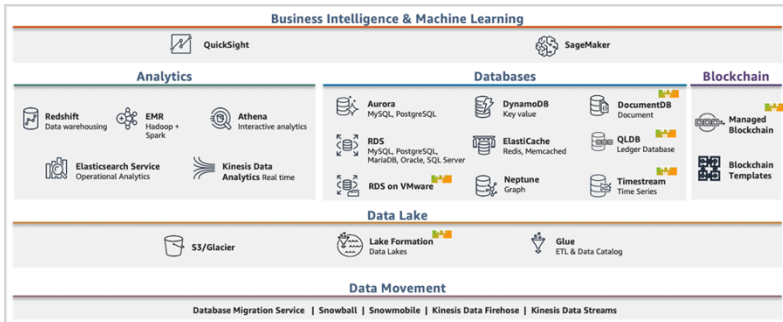 Business Intelligence & Machine Learning
QuickSight
SageMaker
Analytics
Databases
Blockchain
Redshift
Data warehousing
EMR
Hadoop +
Spark
Athena
Interactive analytics
Elasticsearch Service
Operational Analytics
Kinesis Data
Analytics Real time
Aurora
MySQL, PostgreSQL
DynamoDB
Key value
DocumentDB
Document
RDS
MySQL, PostgreSQL,
MariaDB, Oracle, SQL Server
ElastiCache
Redis, Memcached
QLDB
Ledger Database
RDS on VMware
Neptune
Graph
Timestream
Time Series
Managed
Blockchain
Blockchain
Templates
Data Lake
S3/Glacier
Lake Formation
Data Lakes
Glue
ETL & Data Catalog
Data Movement
Database Migration Service | Snowball | Snowmobile | Kinesis Data Firehose | Kinesis Data Streams